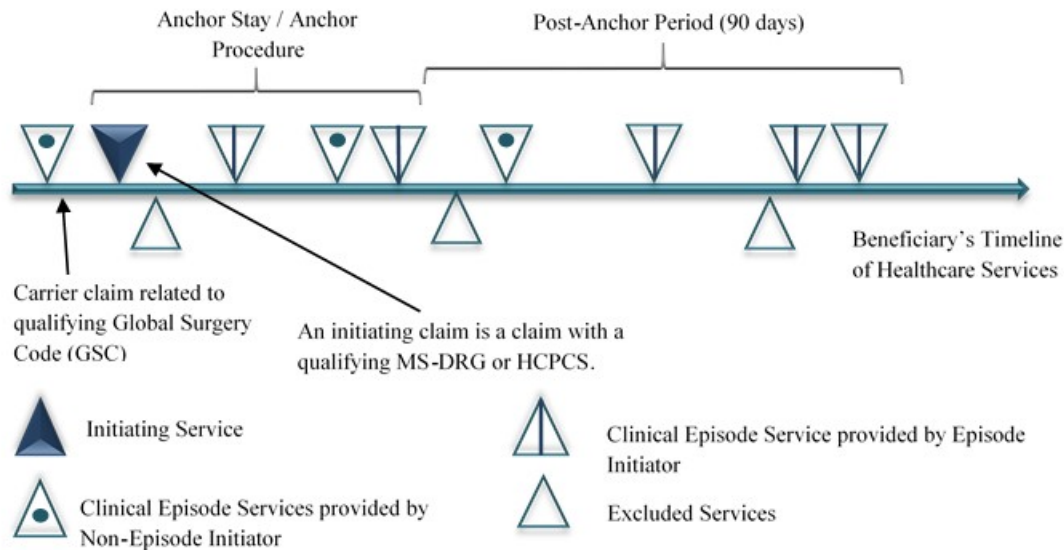 Anchor Stay / Anchor
Procedure
Post-Anchor Period (90 days)
Beneficiary’s Timeline
of Healthcare Services
Carrier claim related to
qualifying Global Surgery
Code (GSC)
An initiating claim is a claim with a
qualifying MS-DRG or HCPCS.
Initiating Service
Clinical Episode Service provided by Episode
Initiator
Clinical Episode Services provided by
Non-Episode Initiator
Excluded Services